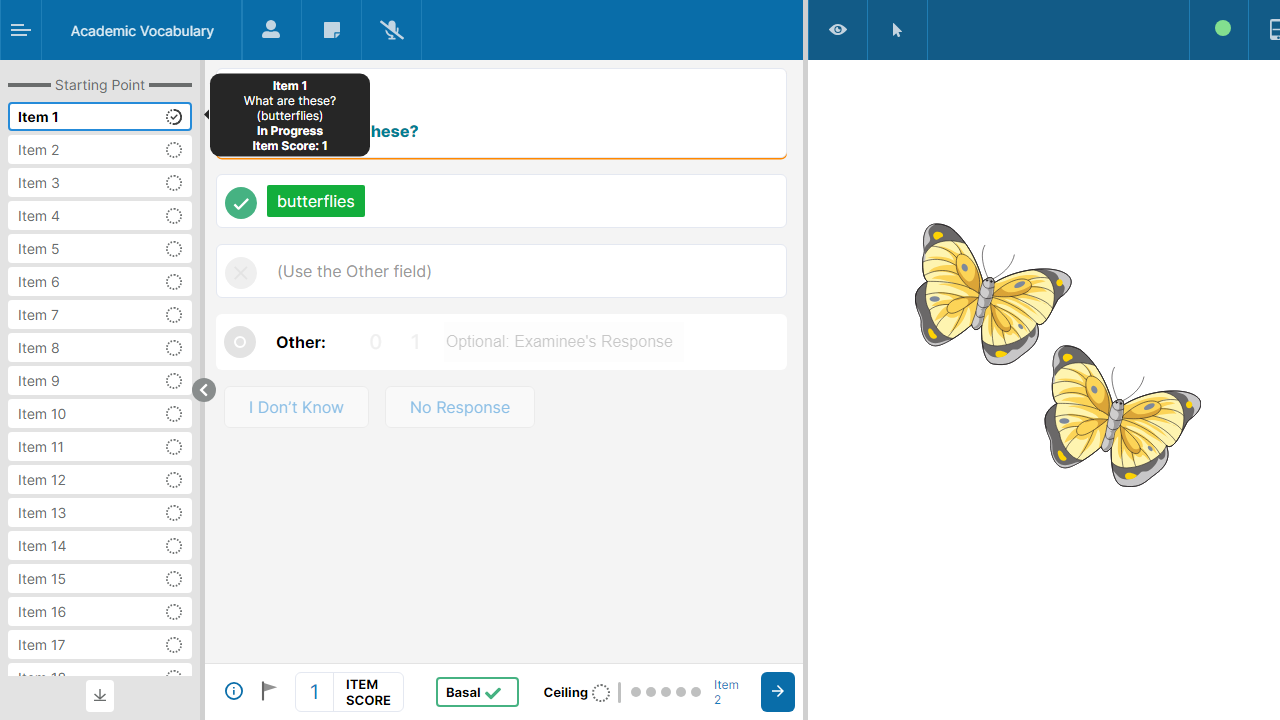 Academic Vocabulary
Starting Point
Item 1
Item 2
Item 3
Item 4
Item 5
Item 6
Item 7
Item 8
Item 9
Item 10
Item 11
Item 12
Item 13
Item 14
Item 15
Item 16
Item 17
Item 18
Item 1
What are these?
(butterflies)
In Progress
Item Score: 1
hese?
butterflies
(Use the Other field)
Other: 0 1 Optional: Examinee's Response
I Don't Know No Response
1 ITEM
SCORE
Basal
Ceiling
Item
2